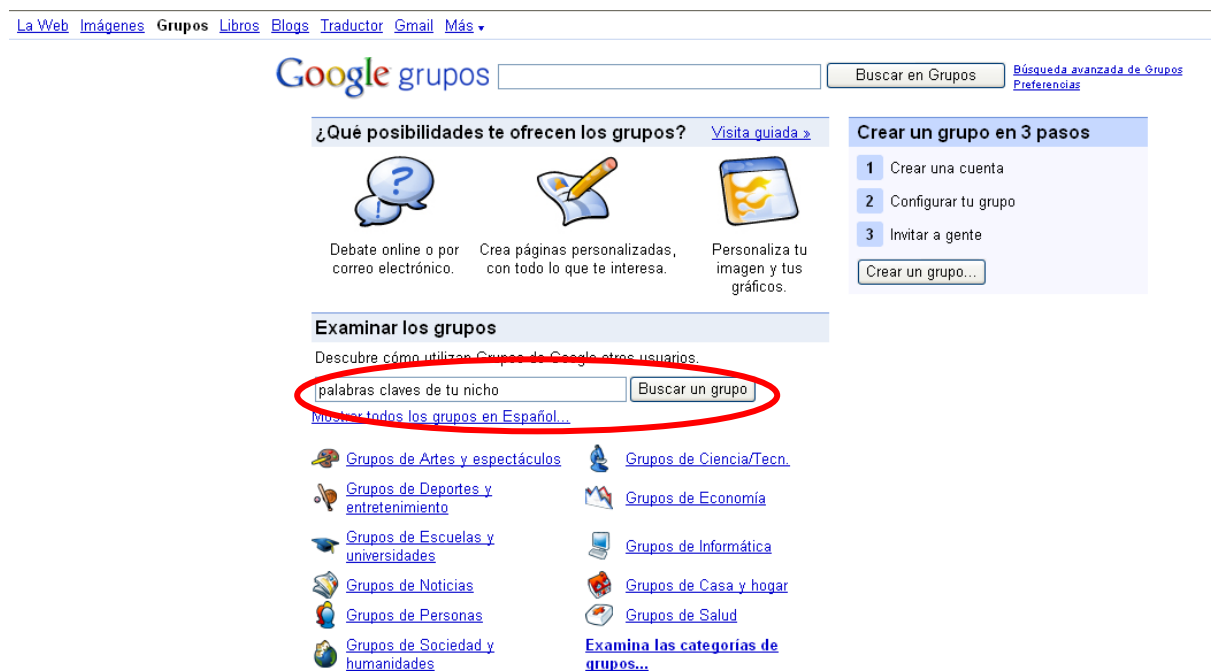 La Web Imágenes Grupos Libros Blogs Traductor Gmail Más
Google grupos
Buscar en Grupos
Búsqueda avanzada de Grupos
Preferencias
¿Qué posibilidades te ofrecen los grupos? Visita guiada »
Debate online o por
correo electrónico.
Crea páginas personalizadas,
con todo lo que te interesa.
Personaliza tu
imagen y tus
gráficos.
Crear un grupo en 3 pasos
1 Crear una cuenta
2 Configurar tu grupo
3 Invitar a gente
Crear un grupo...
Examinar los grupos
Descubre cómo utilizan Grupos de Google otros usuarios.
palabras claves de tu nicho Buscar un grupo
Mostrar todos los grupos en Español...
Grupos de Artes y espectáculos
Grupos de Ciencia/Tecn.
Grupos de Deportes y
entretenimiento
Grupos de Economía
Grupos de Escuelas y
universidades
Grupos de Informática
Grupos de Noticias
Grupos de Casa y hogar
Grupos de Personas
Grupos de Salud
Grupos de Sociedad y
humanidades
Examina las categorías de
grupos...